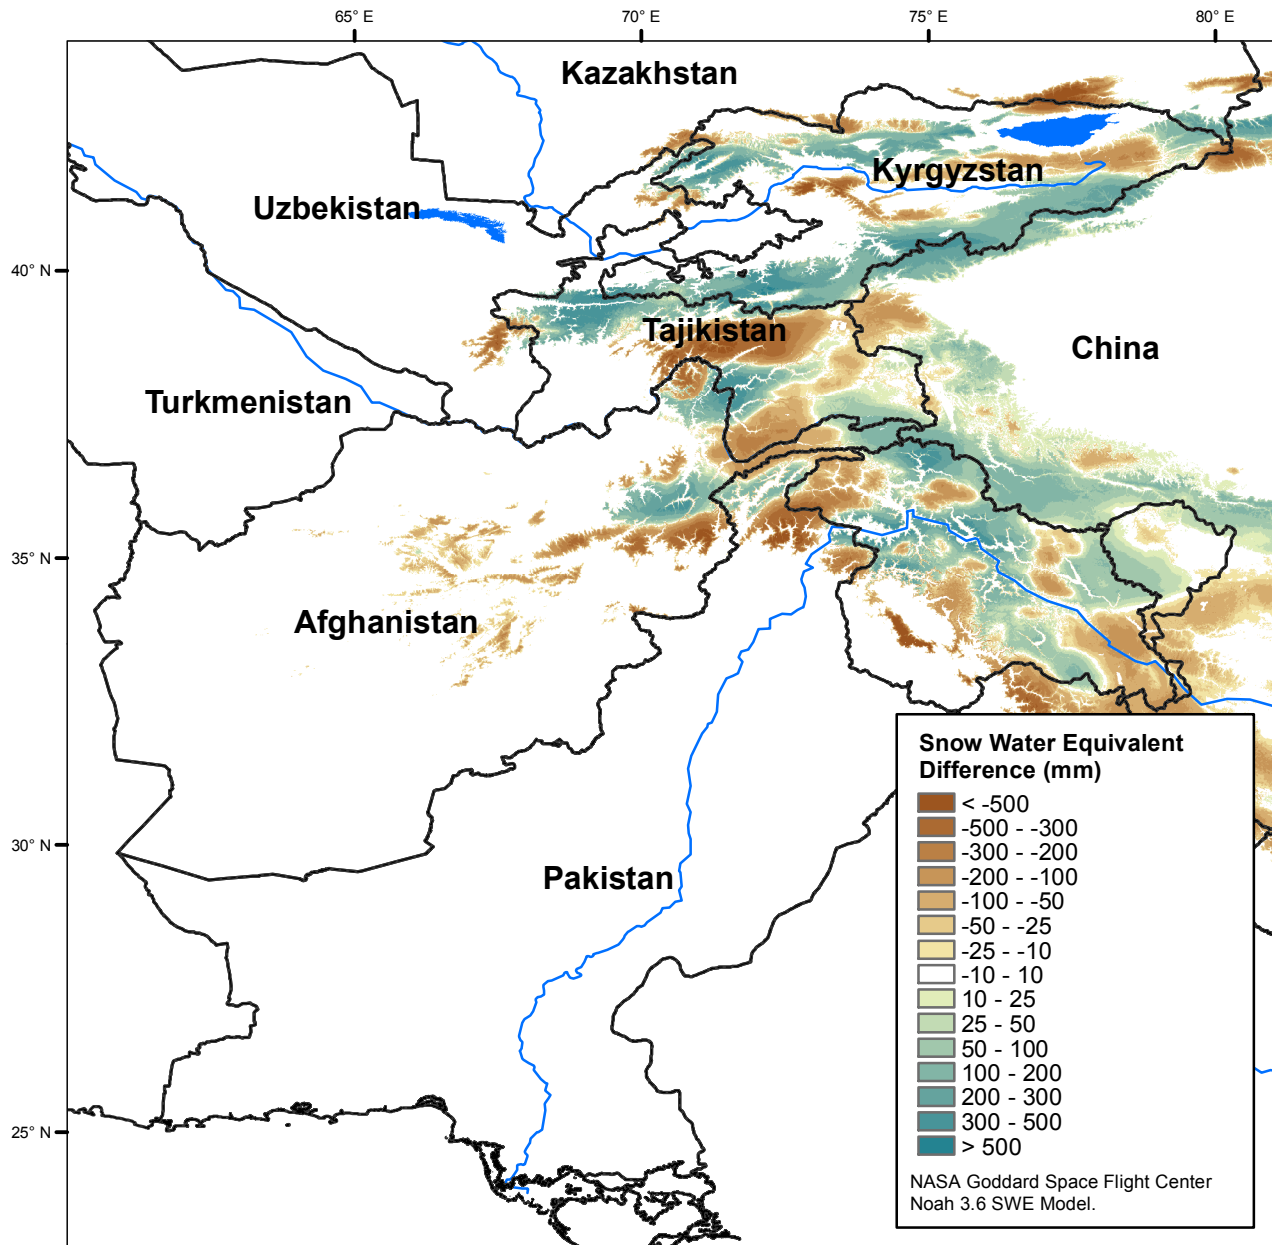 65° E
70° E
75° E
80° E
Kazakhstan
Kyrgyzstan
Uzbekistan
40° N
Tajikistan
China
Turkmenistan
35° N
Afghanistan
Snow Water Equivalent
Difference (mm)
< -500
-500 - -300
-300 - -200
-200 - -100
-100 - -50
-50 - -25
-25 - -10
-10 - 10
10 - 25
25 - 50
50 - 100
100 - 200
200 - 300
300 - 500
> 500
NASA Goddard Space Flight Center
Noah 3.6 SWE Model.
30° N
Pakistan
25° N